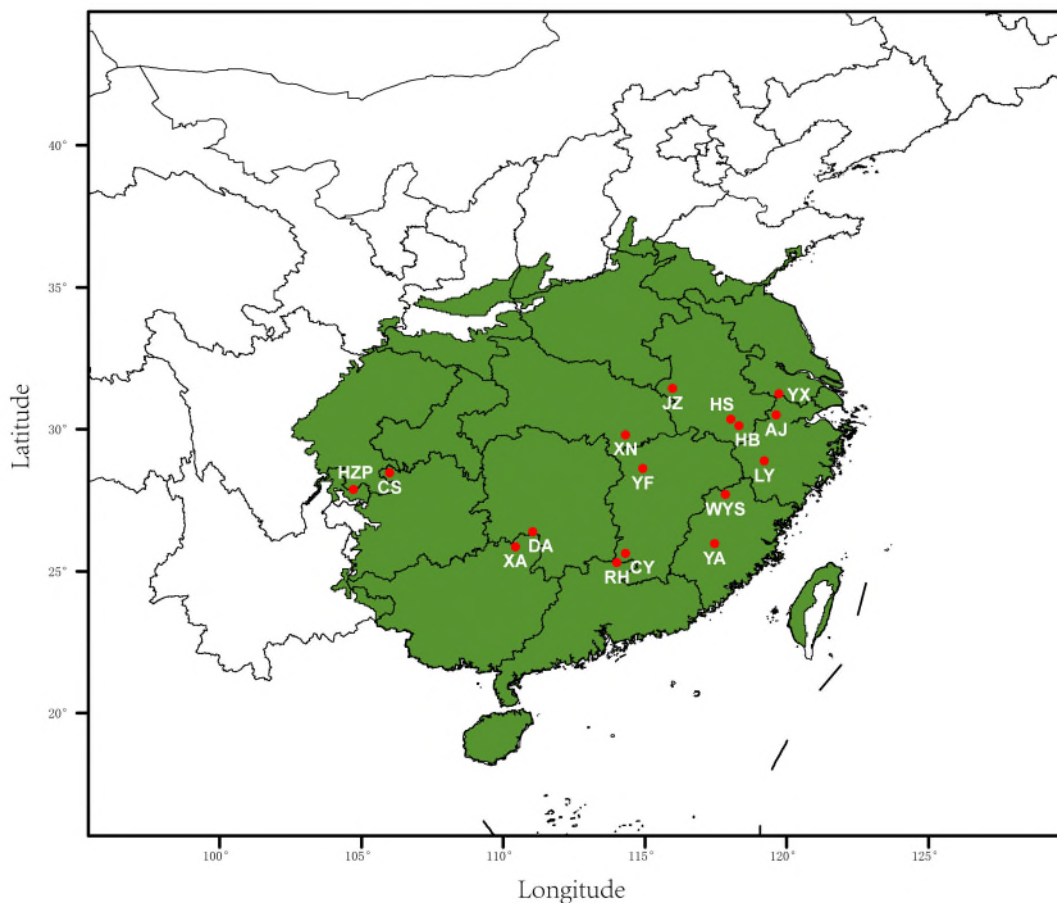 40°
35°
30°
25°
20°
Latitude
JZ
HS
YX
HB
AJ
XN
YF
LY
HZP
CS
WYS
DA
XA
YA
RH
CY
100°
105°
110°
115°
120°
125°
Longitude